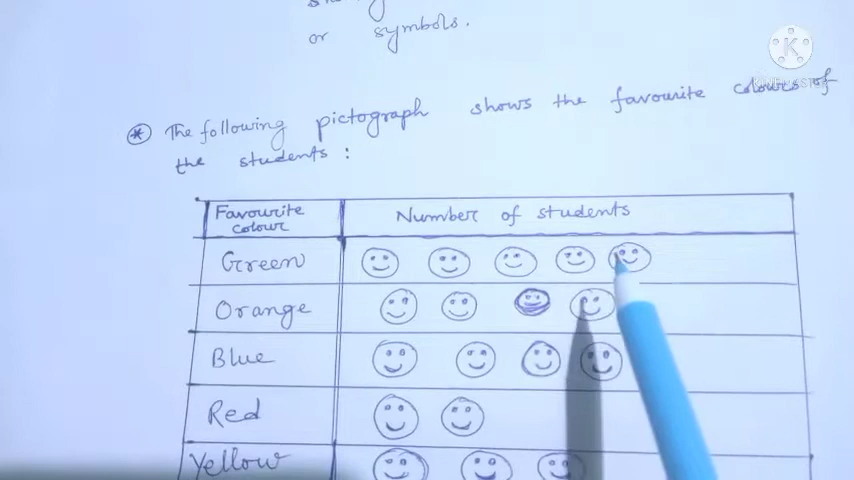 or symbols.
K
* The following pictograph shows the favourite colours of
the students :
Favourite colour
Number of students
Green
Orange
Blue
Red
Yellow